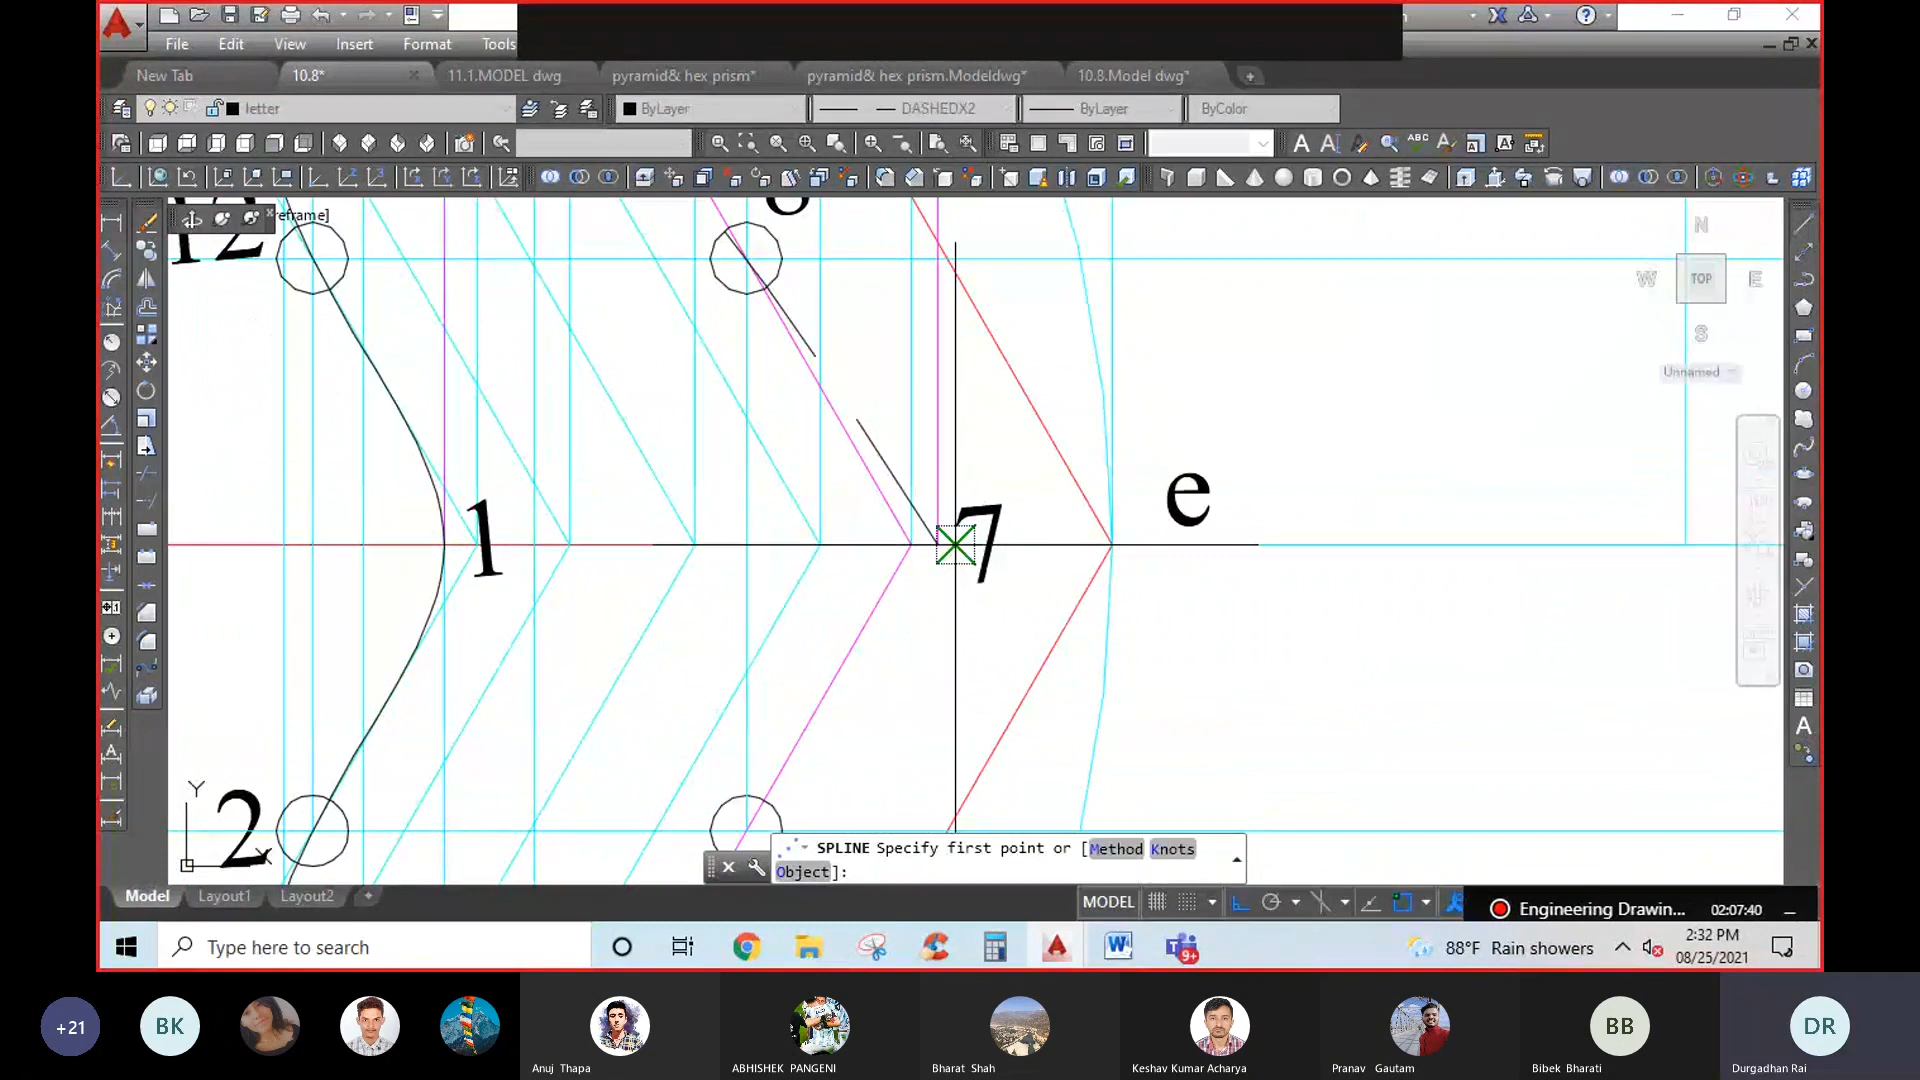 File Edit View Insert Format Tools
New Tab 10.8* 11.1.MODEL dwg pyramid& hex prism* pyramid& hex prism.Modeldwg* 10.8.Model dwg*
letter ByLayer DASHEDX2 ByLayer ByColor
eframe]
12
8
N
W TOP E
S
Unnamed
e
1 7
2
Y
X
SPLINE Specify first point or [Method Knots
Object]:
Model Layout1 Layout2
MODEL
Engineering Drawin... 02:07:40
Type here to search
9+
88°F Rain showers
2:32 PM
08/25/2021
+21 BK BB DR
Anuj Thapa ABHISHEK PANGENI Bharat Shah Keshav Kumar Acharya Pranav Gautam Bibek Bharati Durgadhan Rai